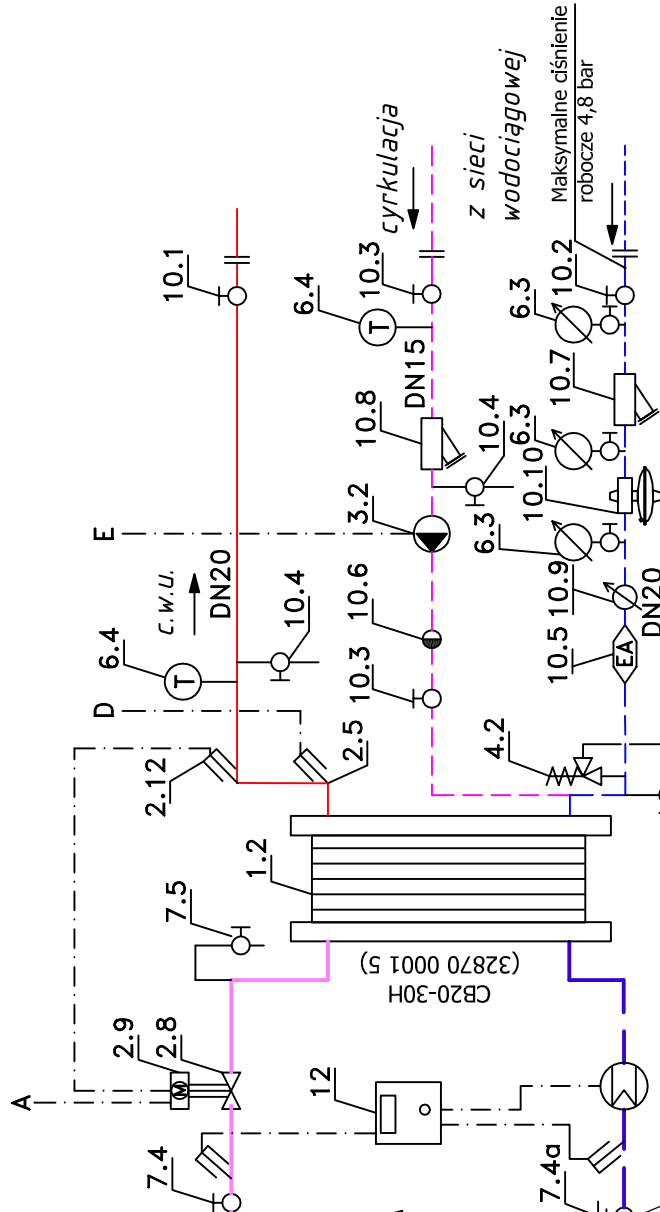 A
2.9
2.8
7.4
7.5
2.12
D
6.4
c.w.u.
DN20
E
10.1
10.4
2.5
1.2
CB20-30H
(32870 0001 5)
12
7.4a
10.3
10.6
3.2
10.8
DN15
6.4
10.3
cyrkulacja
10.4
z sieci
wodociągowej
Maksymalne ciśnienie
robocze 4,8 bar
4.2
10.5
EA
10.9
DN20
6.3
10.10
6.3
10.7
6.3
10.2
T
T
M